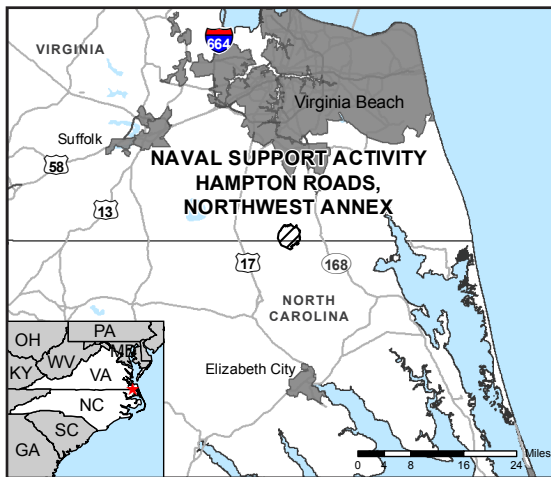 VIRGINIA
664
Virginia Beach
Suffolk
58
NAVAL SUPPORT ACTIVITY
HAMPTON ROADS,
NORTHWEST ANNEX
13
17
168
NORTH
CAROLINA
Elizabeth City
OH
PA
MD
WV
KY
VA
NC
SC
GA
Miles
0 4 8 16 24